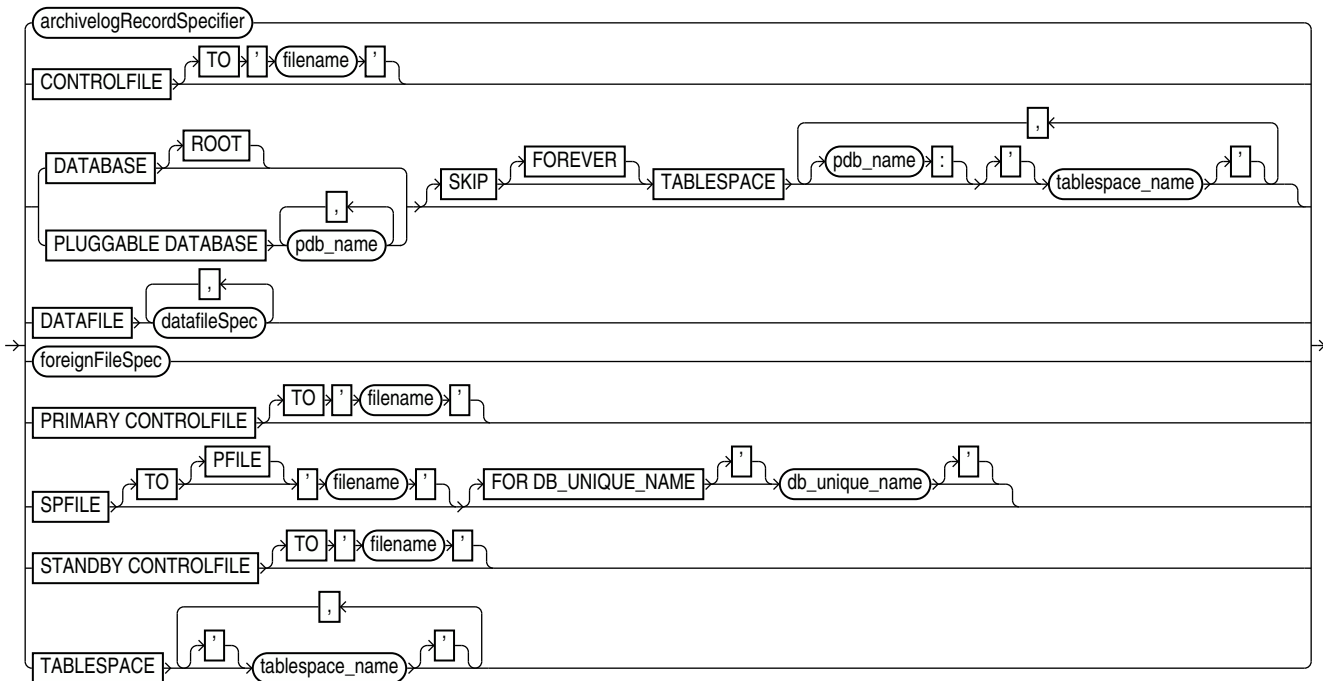 archivelogRecordSpecifier
TO ' filename '
CONTROLFILE
,
ROOT FOREVER pdb_name : ' '
DATABASE SKIP TABLESPACE tablespace_name
,
PLUGGABLE DATABASE pdb_name
,
DATAFILE datafileSpec
foreignFileSpec
TO ' filename '
PRIMARY CONTROLFILE
PFILE ' '
TO ' filename ' FOR DB_UNIQUE_NAME db_unique_name
SPFILE
TO ' filename '
STANDBY CONTROLFILE
,
' '
TABLESPACE tablespace_name